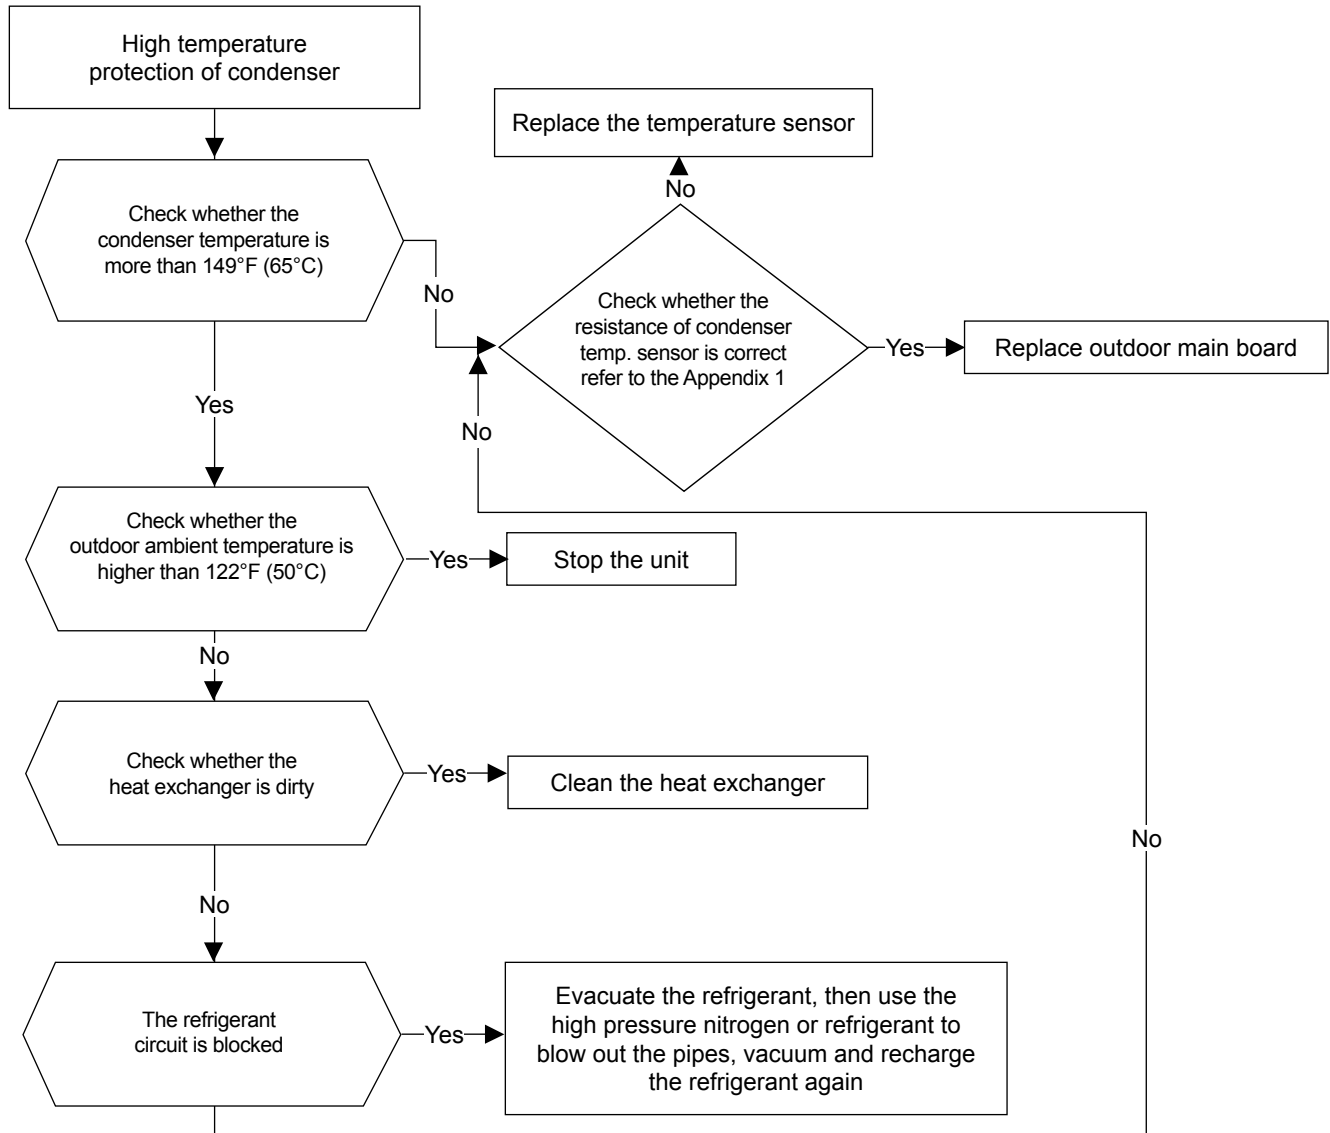 High temperature
protection of condenser
Replace the temperature sensor
No
Check whether the
condenser temperature is
more than 149°F (65°C)
No
Check whether the
resistance of condenser
temp. sensor is correct
refer to the Appendix 1
Yes
Replace outdoor main board
Yes
No
Check whether the
outdoor ambient temperature is
higher than 122°F (50°C)
Yes
Stop the unit
No
Check whether the
heat exchanger is dirty
Yes
Clean the heat exchanger
No
No
The refrigerant
circuit is blocked
Yes
Evacuate the refrigerant, then use the
high pressure nitrogen or refrigerant to
blow out the pipes, vacuum and recharge
the refrigerant again